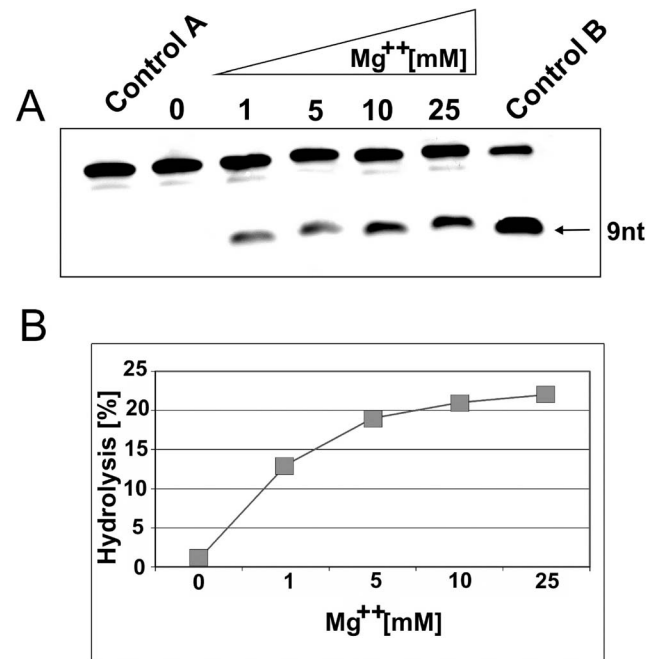 Control A
Mg++[mM]
Control B
A
0 1 5 10 25
9nt
B
25
20
15
10
5
0
Hydrolysis [%]
0 1 5 10 25
Mg++[mM]